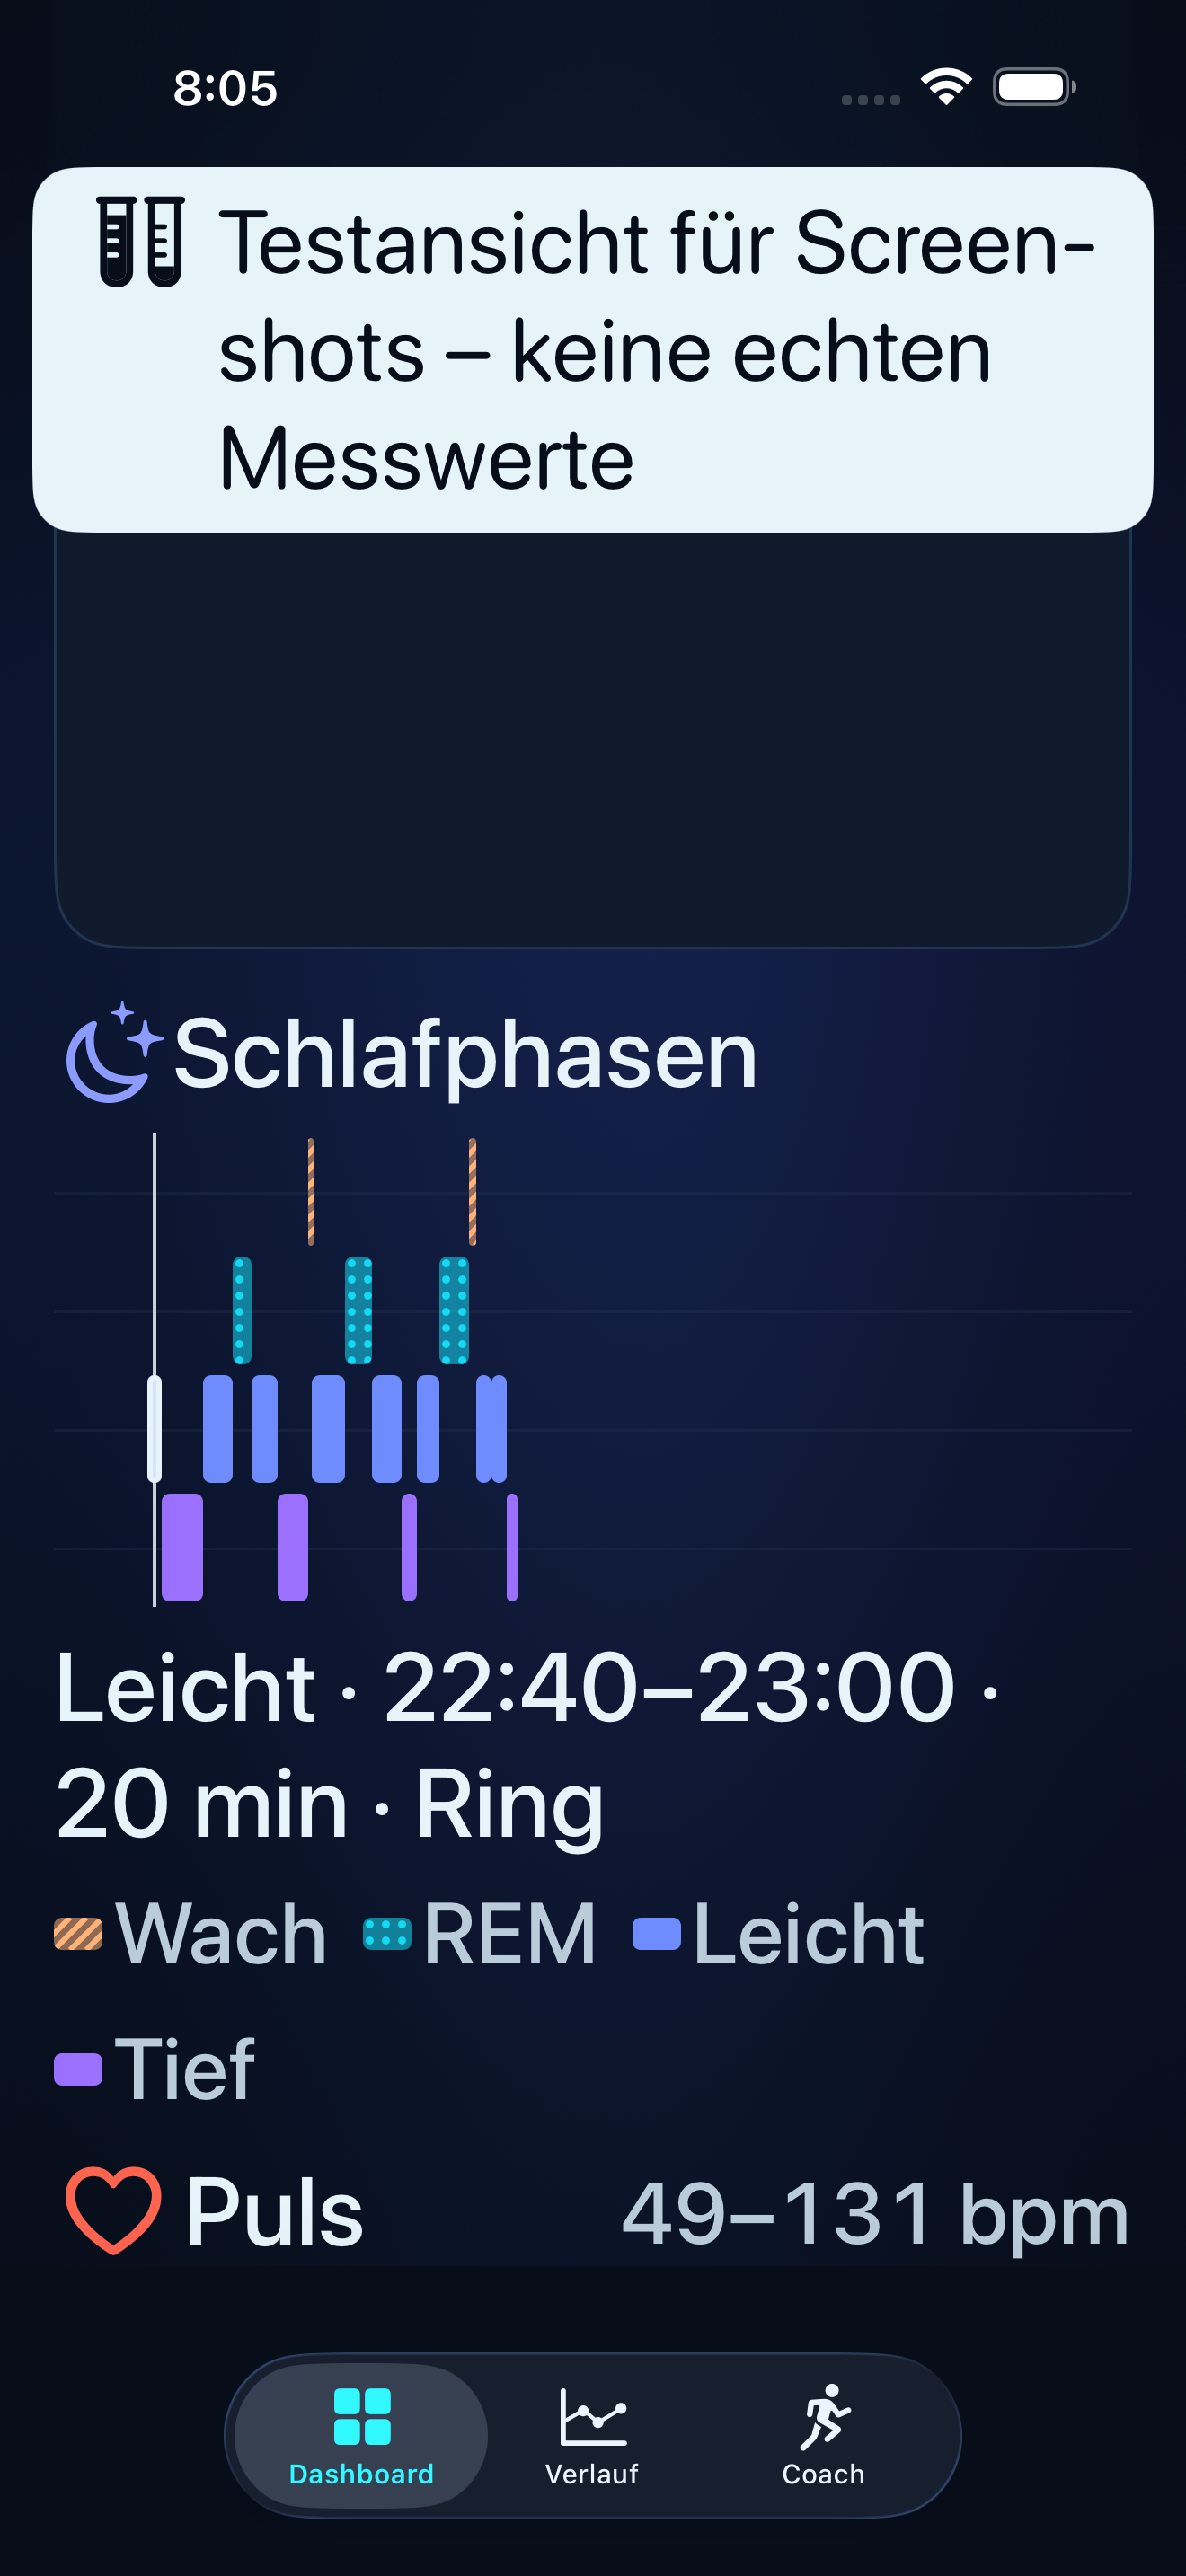 8:05
Testansicht für Screen-
shots – keine echten
Messwerte
Schlafphasen
Leicht · 22:40–23:00 ·
20 min · Ring
Wach REM Leicht
Tief
Puls 49–131 bpm
Dashboard Verlauf Coach